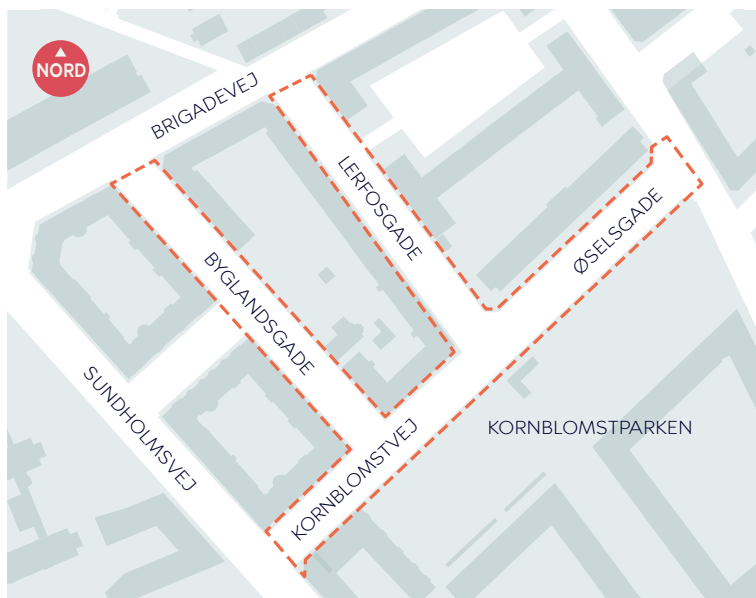 NORD
BRIGADEVEJ
LERFOSGADE
ØSELSGADE
BYGLANDSGADE
SUNDHOLMSVEJ
KORNBLOMSTVEJ
KORNBLOMSTPARKEN